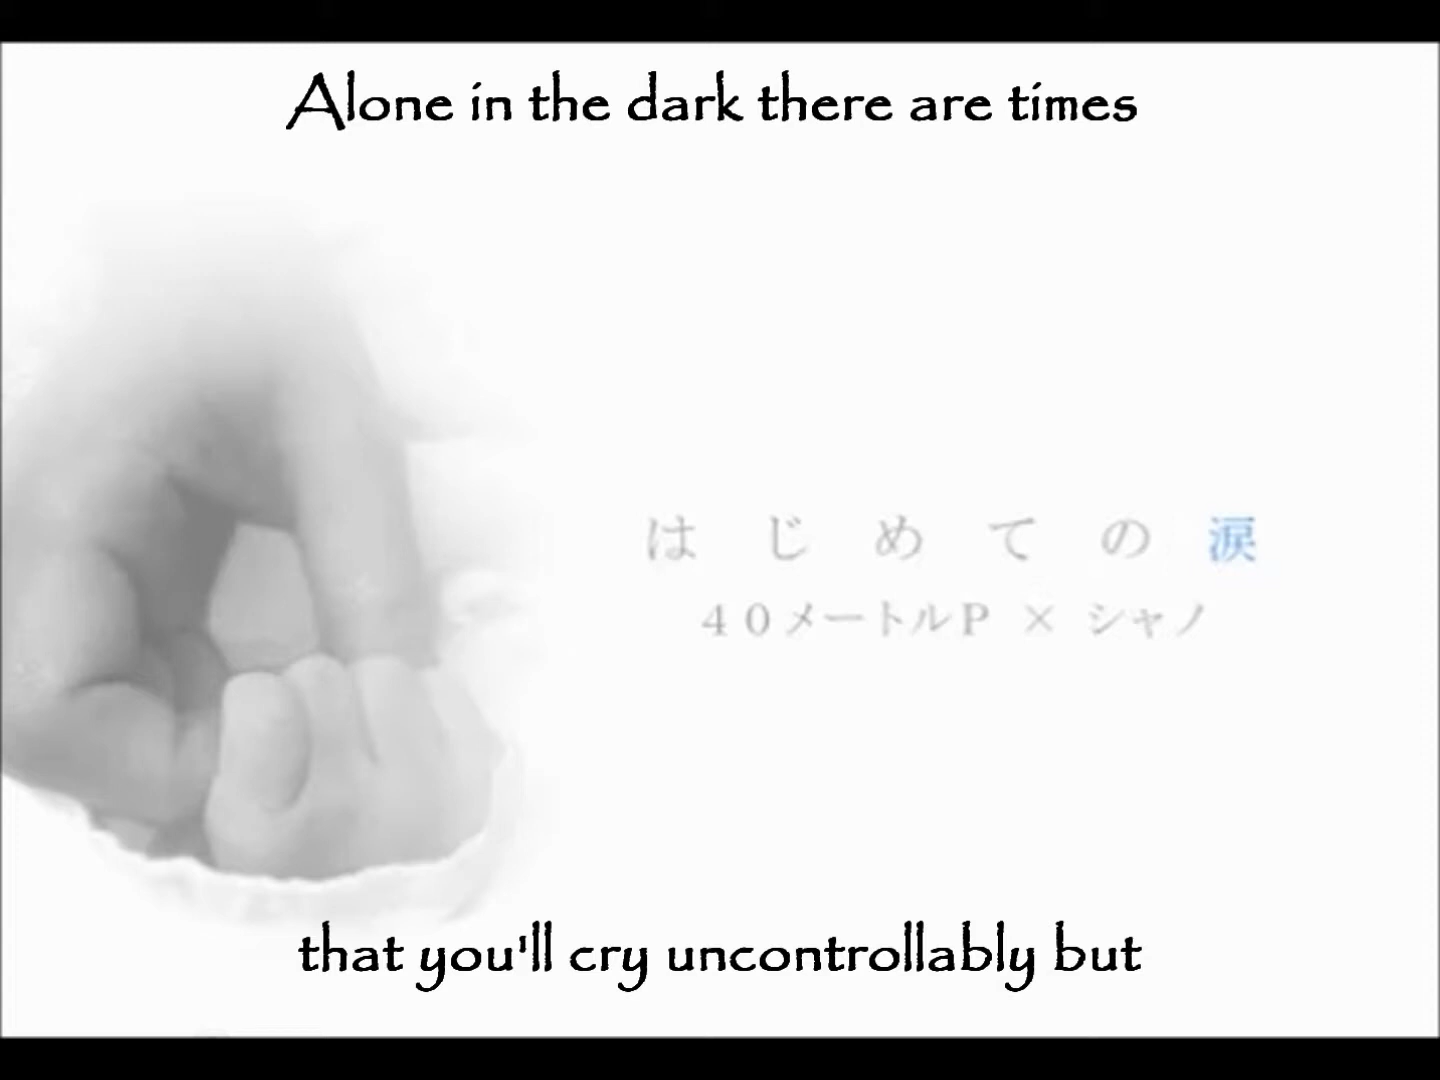 Alone in the dark there are times
はじめての涙
４０メートルＰ × シャノ
that you'll cry uncontrollably but